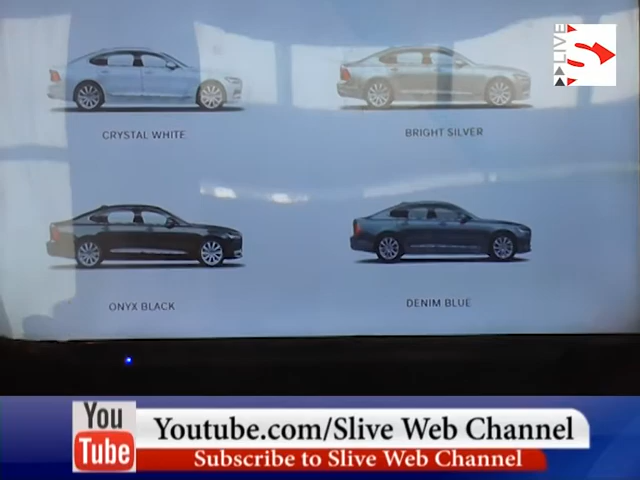 LIVE
CRYSTAL WHITE
BRIGHT SILVER
ONYX BLACK
DENIM BLUE
You
Tube
Youtube.com/Slive Web Channel
Subscribe to Slive Web Channel